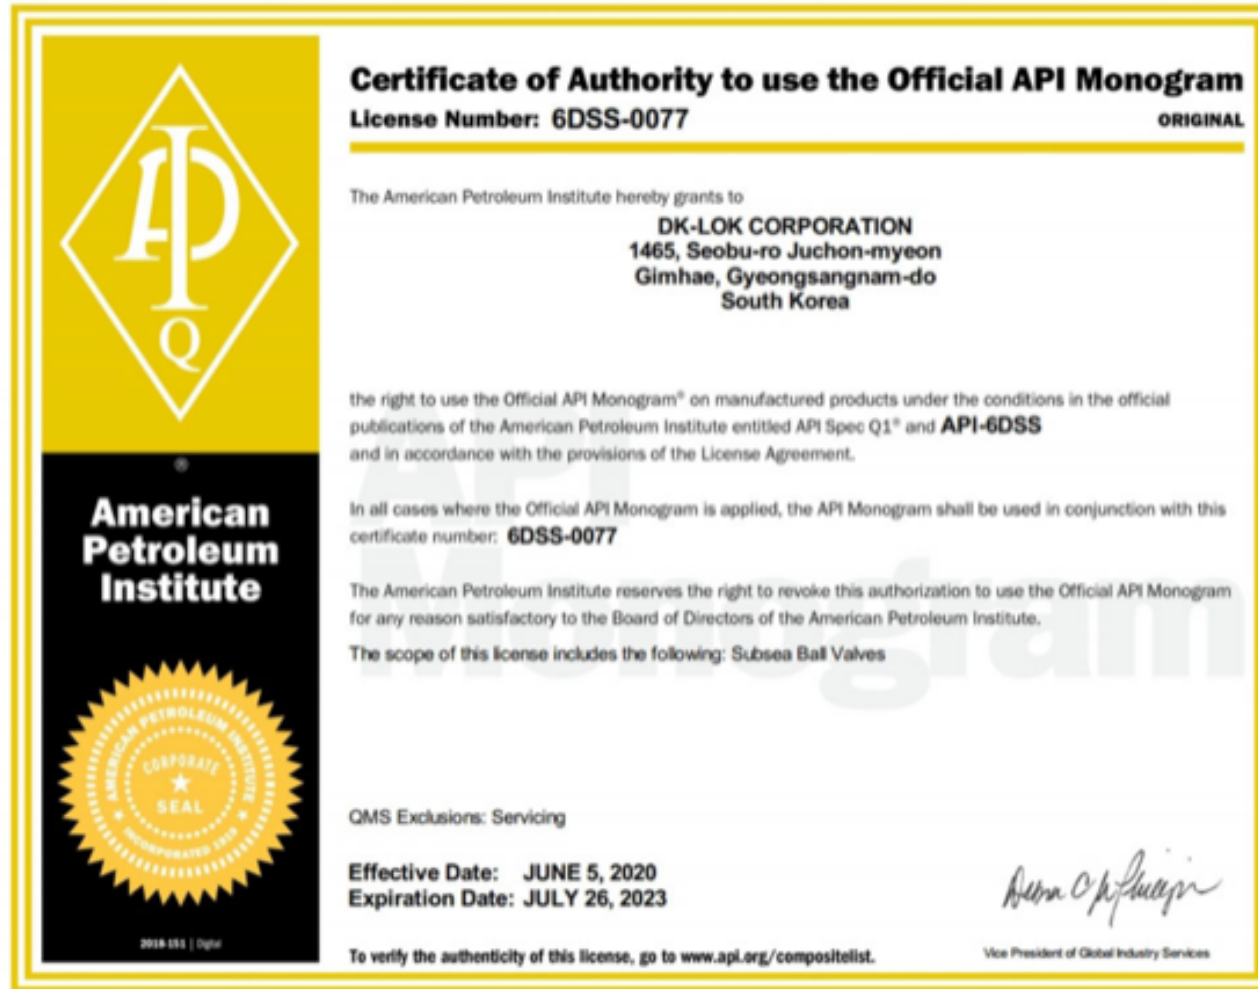 Certificate of Authority to use the Official API Monogram
License Number: 6DSS-0077
ORIGINAL
The American Petroleum Institute hereby grants to
DK-LOK CORPORATION
1465, Seobu-ro Juchon-myeon
Gimhae, Gyeongsangnam-do
South Korea
the right to use the Official API Monogram® on manufactured products under the conditions in the official
publications of the American Petroleum Institute entitled API Spec Q1® and API-6DSS
and in accordance with the provisions of the License Agreement.
In all cases where the Official API Monogram is applied, the API Monogram shall be used in conjunction with this
certificate number: 6DSS-0077
The American Petroleum Institute reserves the right to revoke this authorization to use the Official API Monogram
for any reason satisfactory to the Board of Directors of the American Petroleum Institute.
The scope of this license includes the following: Subsea Ball Valves
QMS Exclusions: Servicing
Effective Date: JUNE 5, 2020
Expiration Date: JULY 26, 2023
To verify the authenticity of this license, go to www.api.org/compositelist.
Vice President of Global Industry Services
API
Monogram
API
Q
®
American
Petroleum
Institute
AMERICAN PETROLEUM INSTITUTE
CORPORATE
SEAL
INCORPORATED 1919
2018-151 | Digital